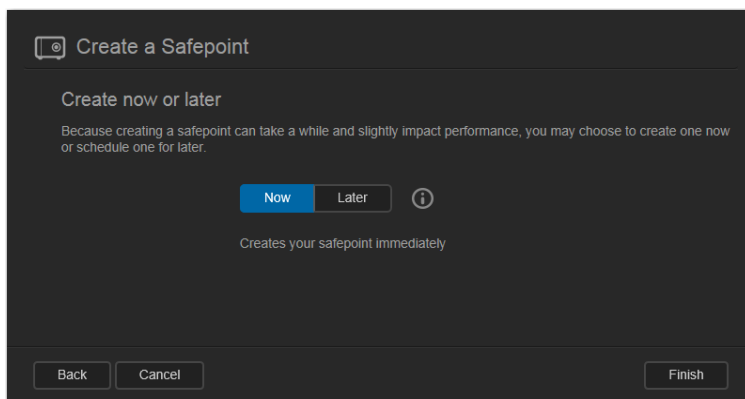 Create a Safepoint
Create now or later
Because creating a safepoint can take a while and slightly impact performance, you may choose to create one now
or schedule one for later.
Now Later
Creates your safepoint immediately
Back Cancel Finish